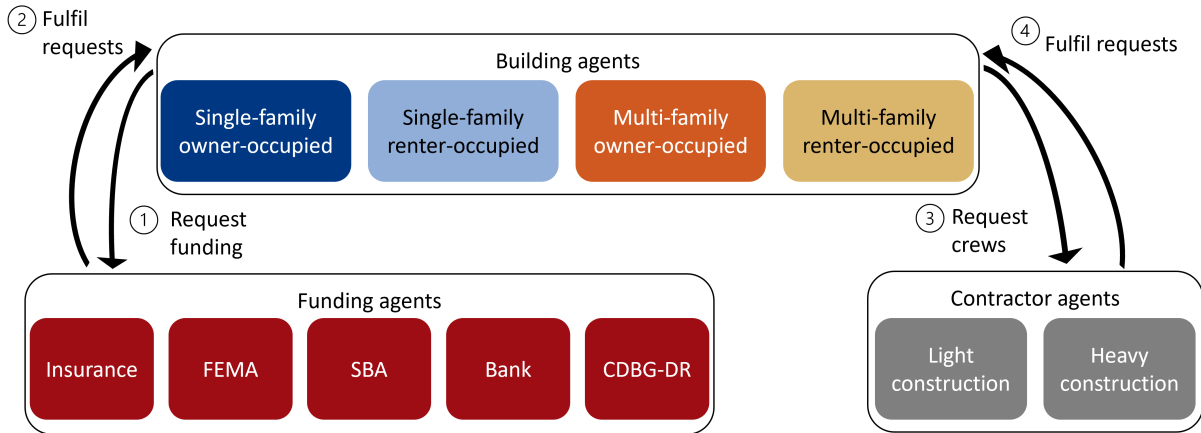 2 Fulfil
requests
4 Fulfil requests
Building agents
Single-family
owner-occupied
Single-family
renter-occupied
Multi-family
owner-occupied
Multi-family
renter-occupied
1 Request
funding
3 Request
crews
Funding agents
Insurance
FEMA
SBA
Bank
CDBG-DR
Contractor agents
Light
construction
Heavy
construction